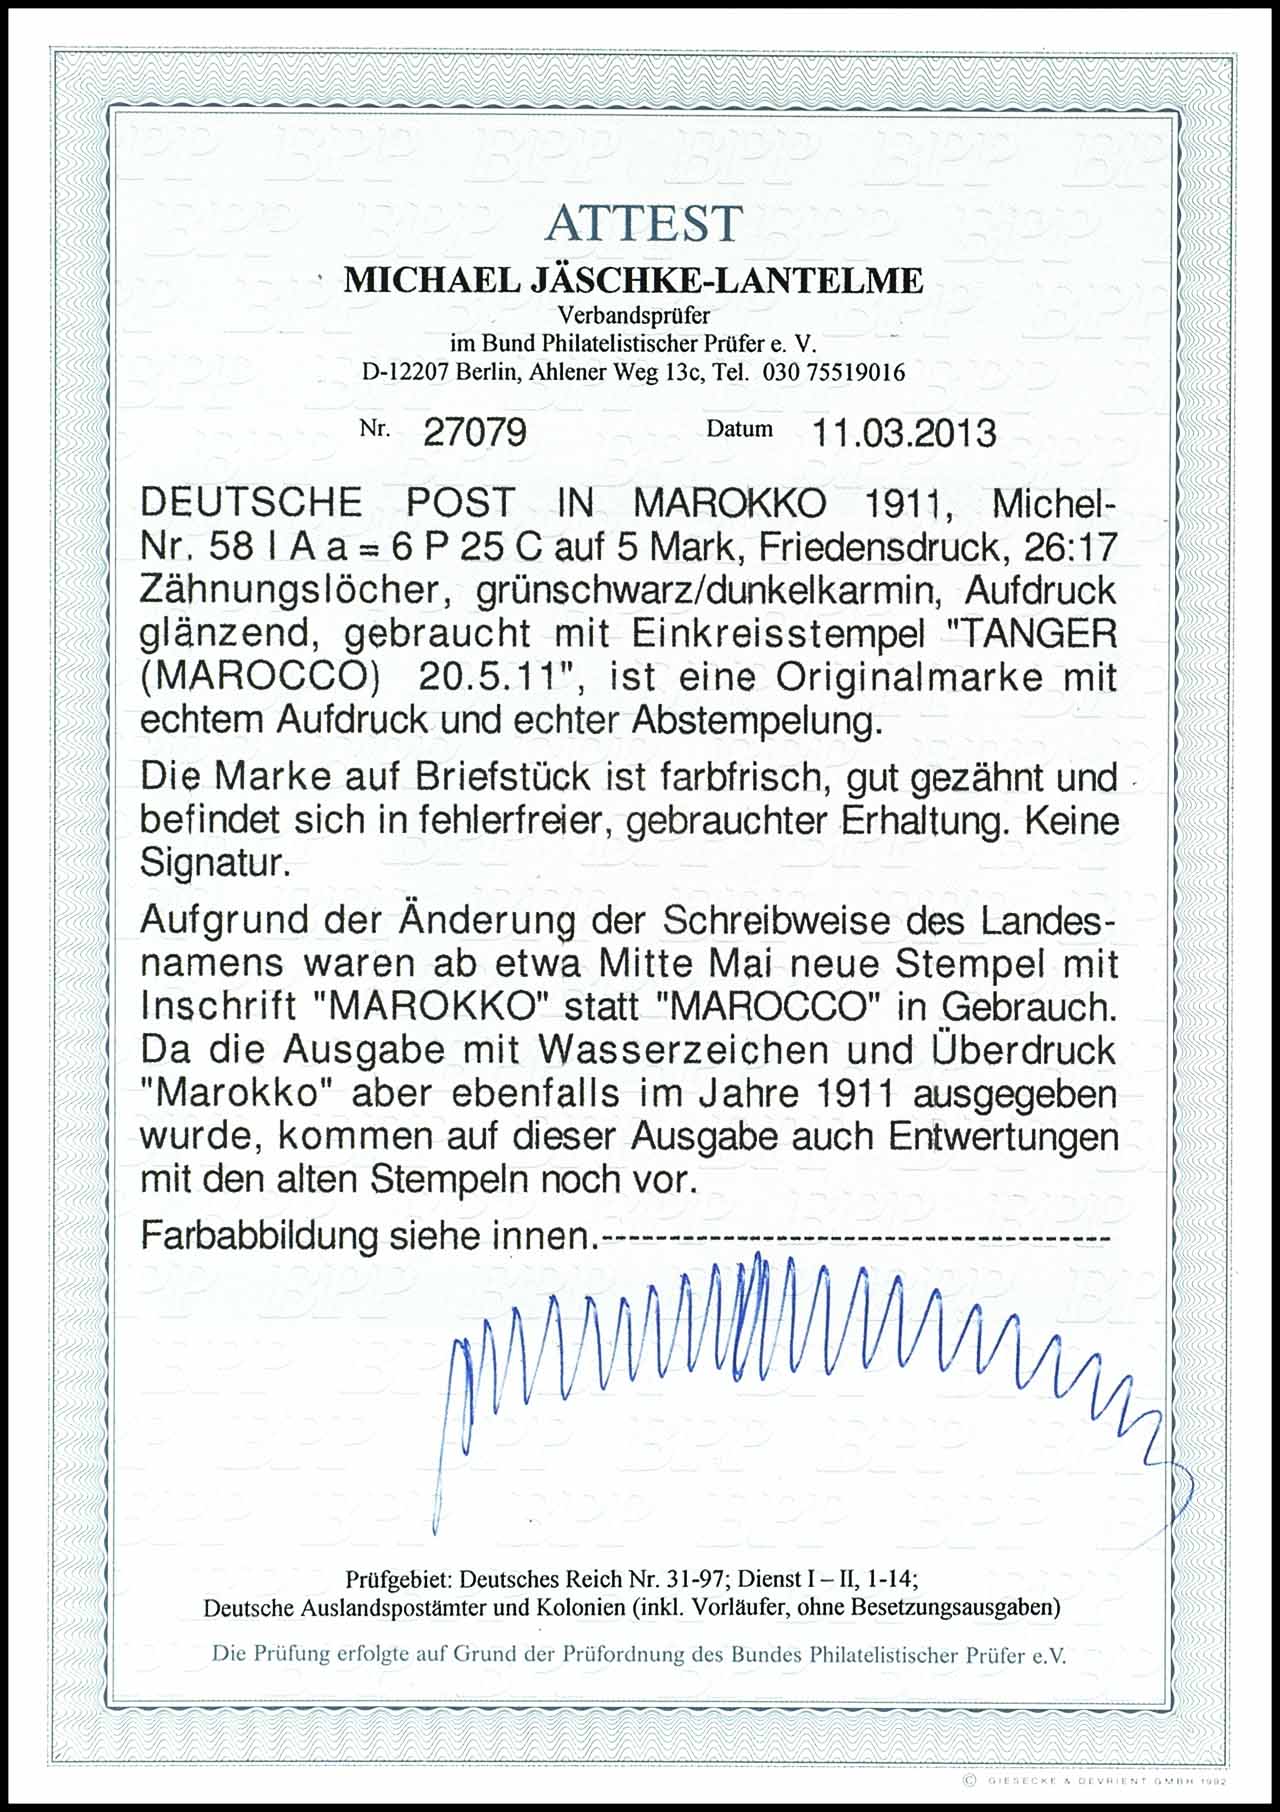 ATTEST
MICHAEL JÄSCHKE-LANTELME
Verbandsprüfer
im Bund Philatelistischer Prüfer e. V.
D-12207 Berlin, Ahlener Weg 13c, Tel. 030 75519016
Nr. 27079 Datum 11.03.2013
DEUTSCHE POST IN MAROKKO 1911, Michel-
Nr. 58 I A a = 6 P 25 C auf 5 Mark, Friedensdruck, 26:17
Zähnungslöcher, grünschwarz/dunkelkarmin, Aufdruck
glänzend, gebraucht mit Einkreisstempel "TANGER
(MAROCCO) 20.5.11", ist eine Originalmarke mit
echtem Aufdruck und echter Abstempelung.
Die Marke auf Briefstück ist farbfrisch, gut gezähnt und
befindet sich in fehlerfreier, gebrauchter Erhaltung. Keine
Signatur.
Aufgrund der Änderung der Schreibweise des Landes-
namens waren ab etwa Mitte Mai neue Stempel mit
Inschrift "MAROKKO" statt "MAROCCO" in Gebrauch.
Da die Ausgabe mit Wasserzeichen und Überdruck
"Marokko" aber ebenfalls im Jahre 1911 ausgegeben
wurde, kommen auf dieser Ausgabe auch Entwertungen
mit den alten Stempeln noch vor.
Farbabbildung siehe innen.--------------------------------------
Prüfgebiet: Deutsches Reich Nr. 31-97; Dienst I – II, 1-14;
Deutsche Auslandspostämter und Kolonien (inkl. Vorläufer, ohne Besetzungsausgaben)
Die Prüfung erfolgte auf Grund der Prüfordnung des Bundes Philatelistischer Prüfer e.V.
© GIESECKE & DEVRIENT GMBH 1992